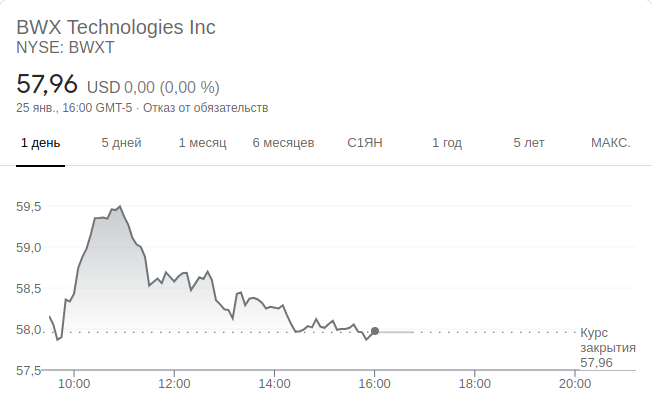 BWX Technologies Inc
NYSE: BWXT
57,96 USD 0,00 (0,00 %)
25 янв., 16:00 GMT-5 · Отказ от обязательств
1 день 5 дней 1 месяц 6 месяцев С1ЯН 1 год 5 лет МАКС.
59,5
59,0
58,5
58,0
Курс
закрытия
57,96
57,5
10:00 12:00 14:00 16:00 18:00 20:00